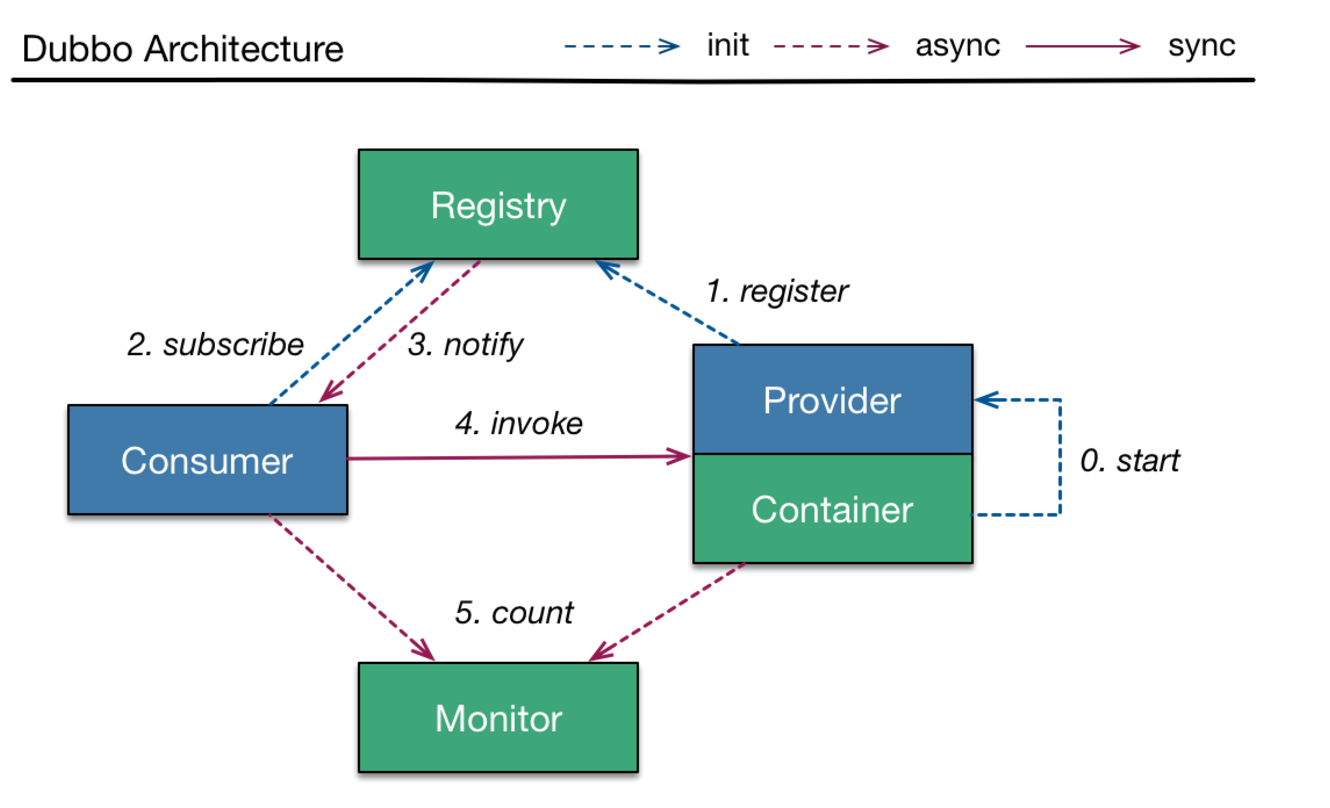 Dubbo Architecture
init
async
sync
Registry
1. register
2. subscribe
3. notify
Provider
4. invoke
Consumer
0. start
Container
5. count
Monitor